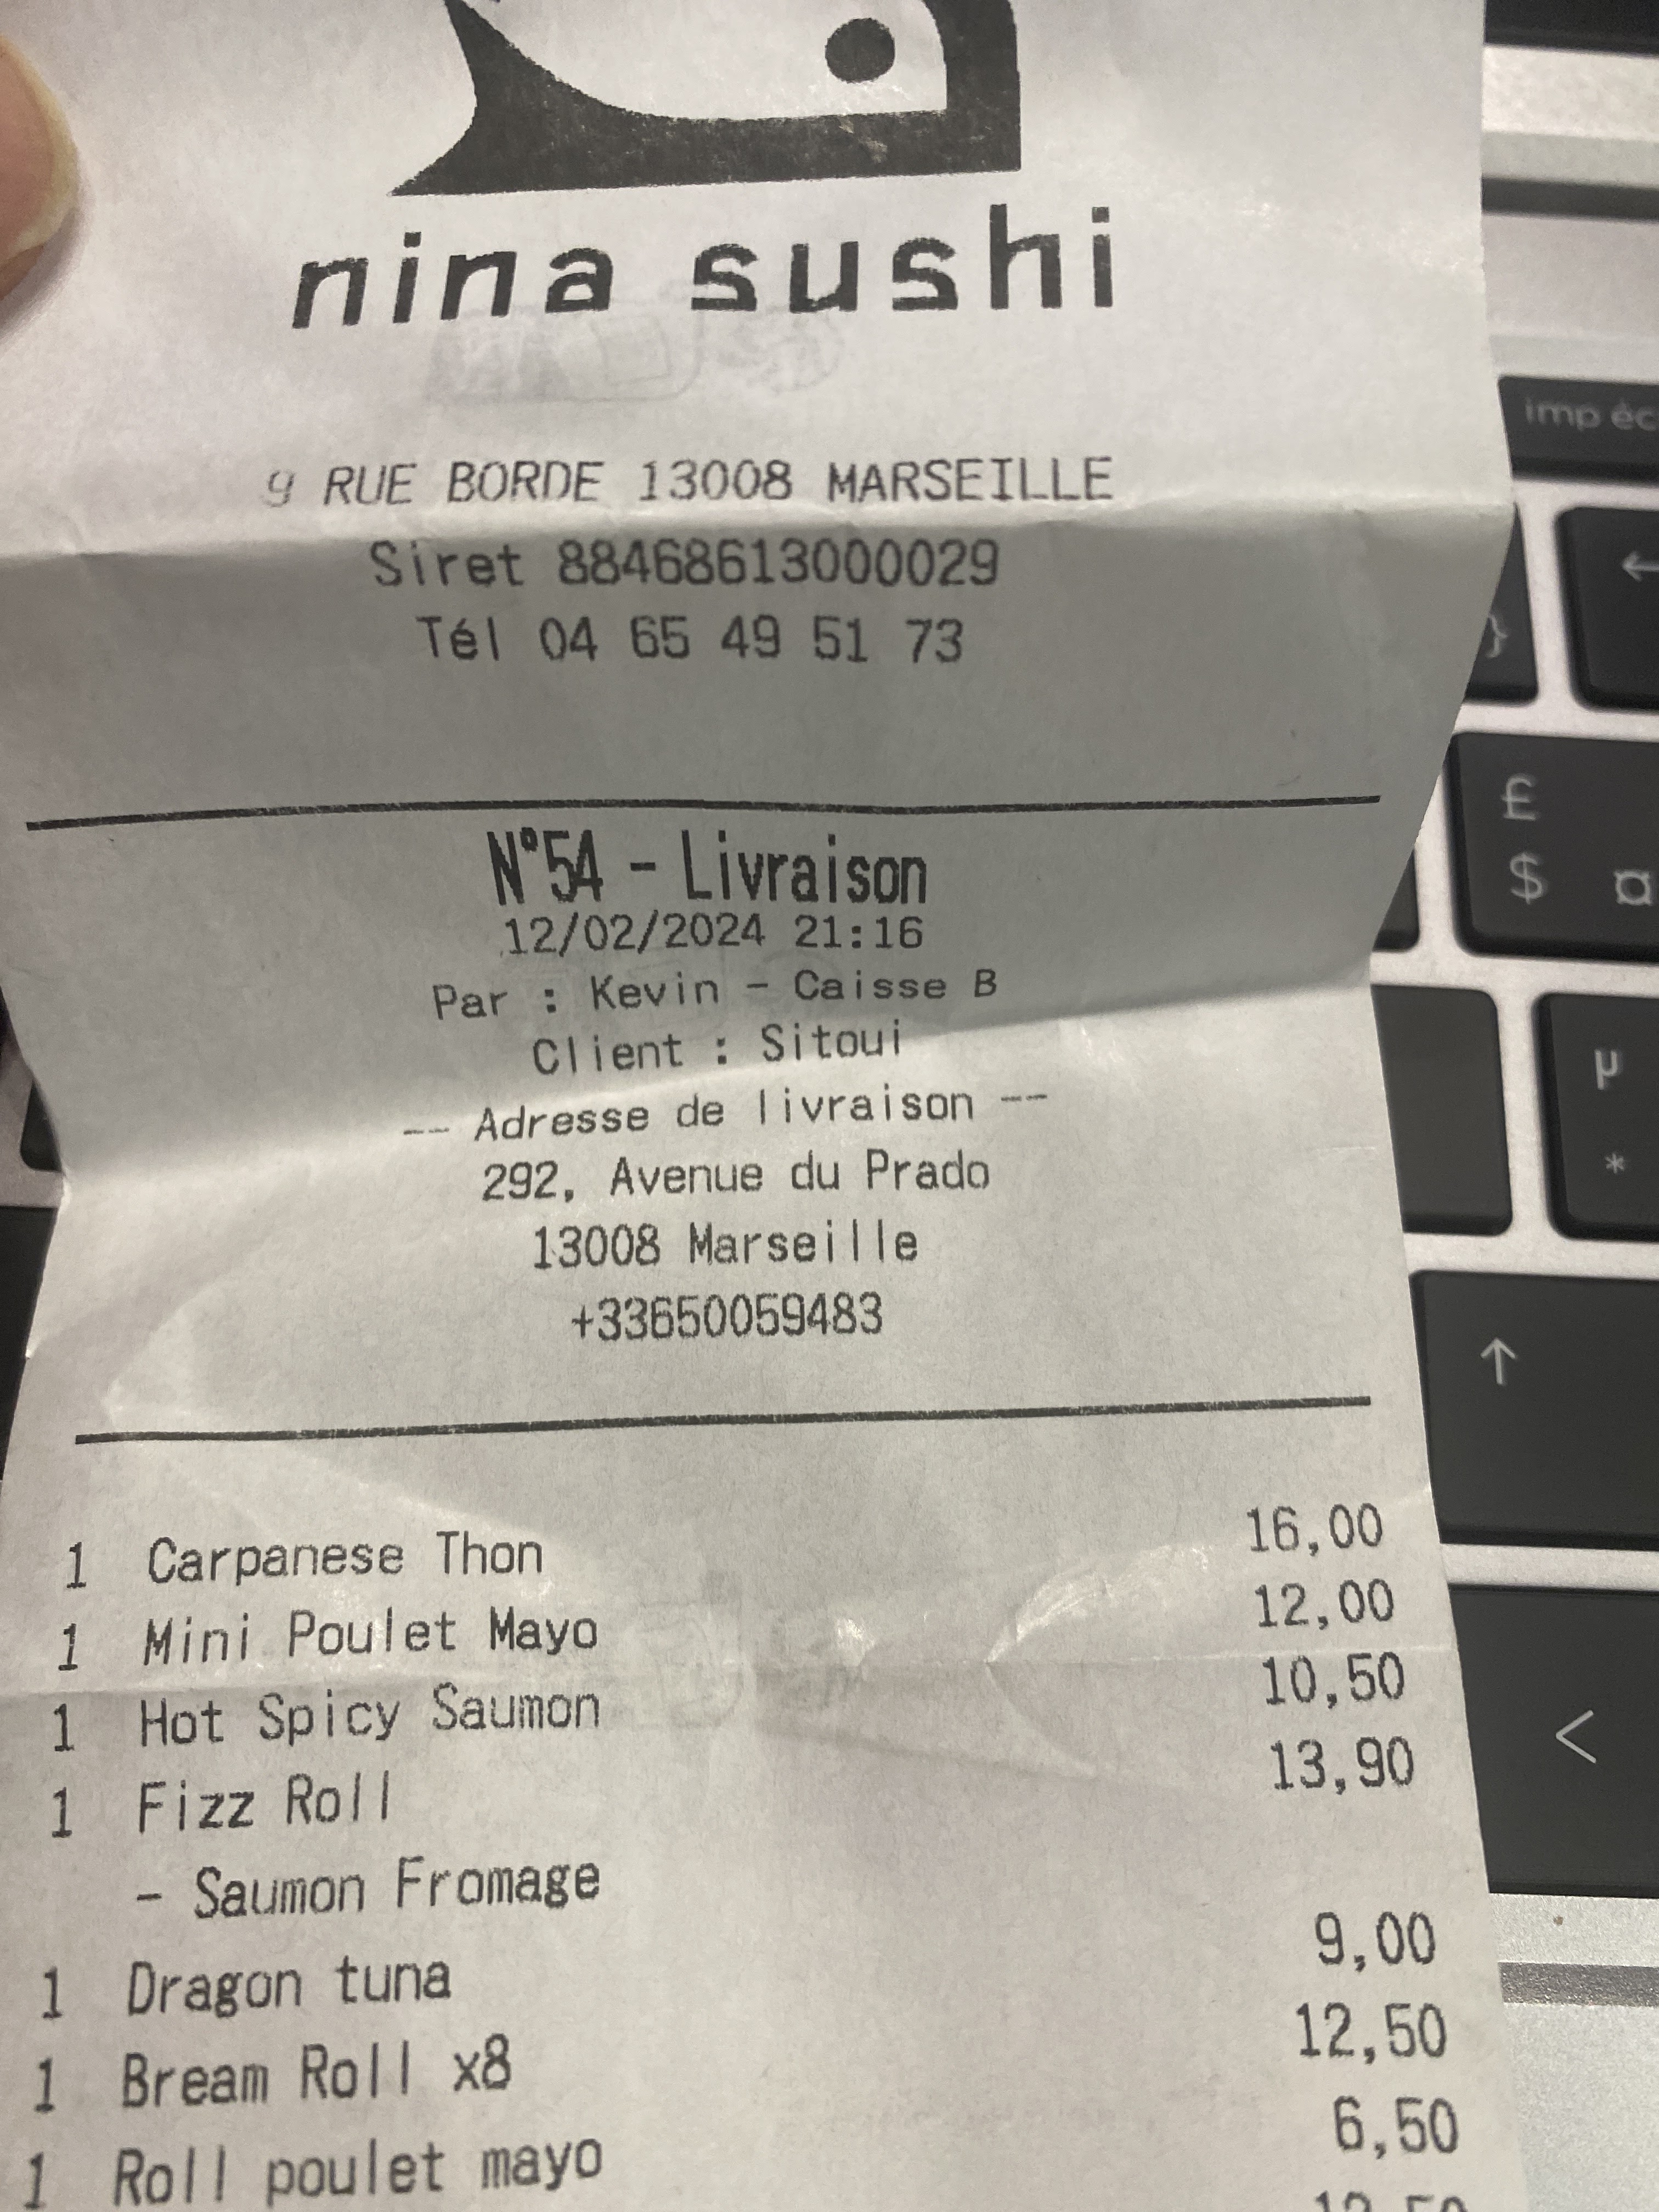 nina sushi
9 RUE BORDE 13008 MARSEILLE
Siret 88468613000029
Tél 04 65 49 51 73
N°54 - Livraison
12/02/2024 21:16
Par : Kevin - Caisse B
Client : Sitoui
-- Adresse de livraison --
292, Avenue du Prado
13008 Marseille
+33650059483
1 Carpanese Thon 16,00
1 Mini Poulet Mayo 12,00
1 Hot Spicy Saumon 10,50
1 Fizz Roll 13,90
- Saumon Fromage
1 Dragon tuna 9,00
1 Bream Roll x8 12,50
1 Roll poulet mayo 6,50
imp éc
}
←
£
$ ¤
µ
*
↑
<